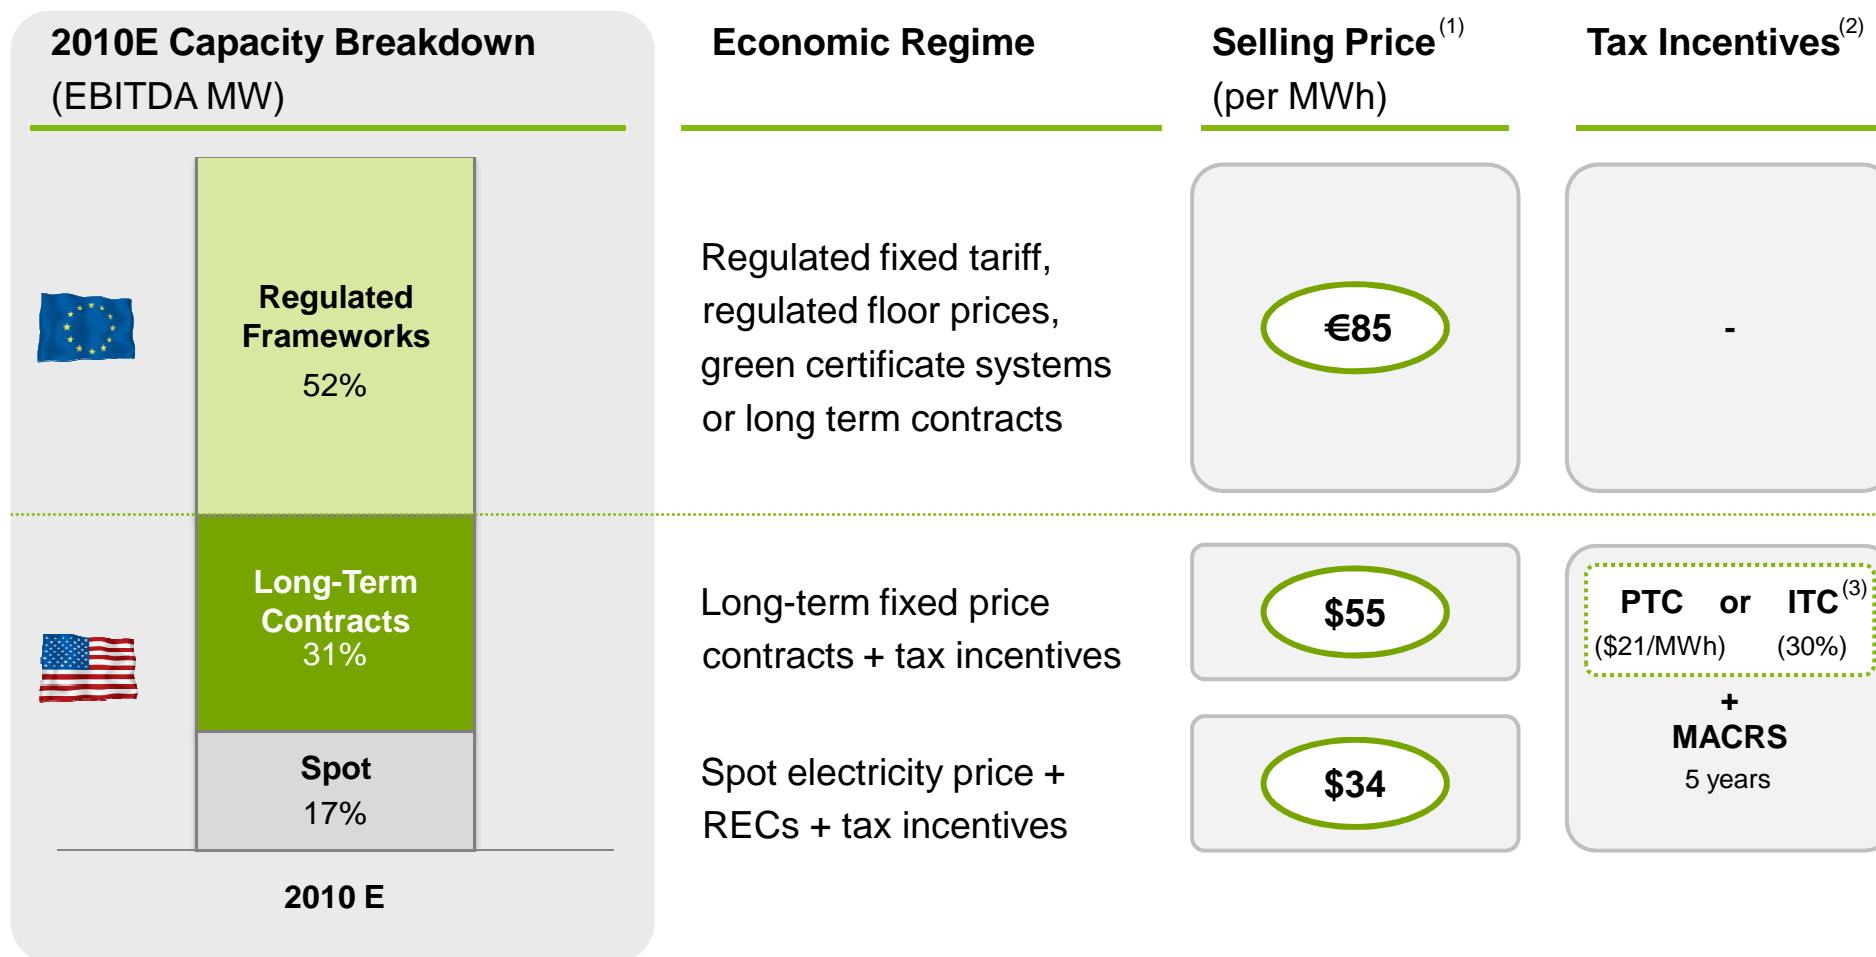 2010E Capacity Breakdown
(EBITDA MW)
Economic Regime
Selling Price(1)
(per MWh)
Tax Incentives(2)
Regulated
Frameworks
52%
Regulated fixed tariff,
regulated floor prices,
green certificate systems
or long term contracts
€85
-
Long-Term
Contracts
31%
Long-term fixed price
contracts + tax incentives
$55
PTC or ITC(3)
($21/MWh) (30%)
+
MACRS
5 years
Spot
17%
Spot electricity price +
RECs + tax incentives
$34
2010 E